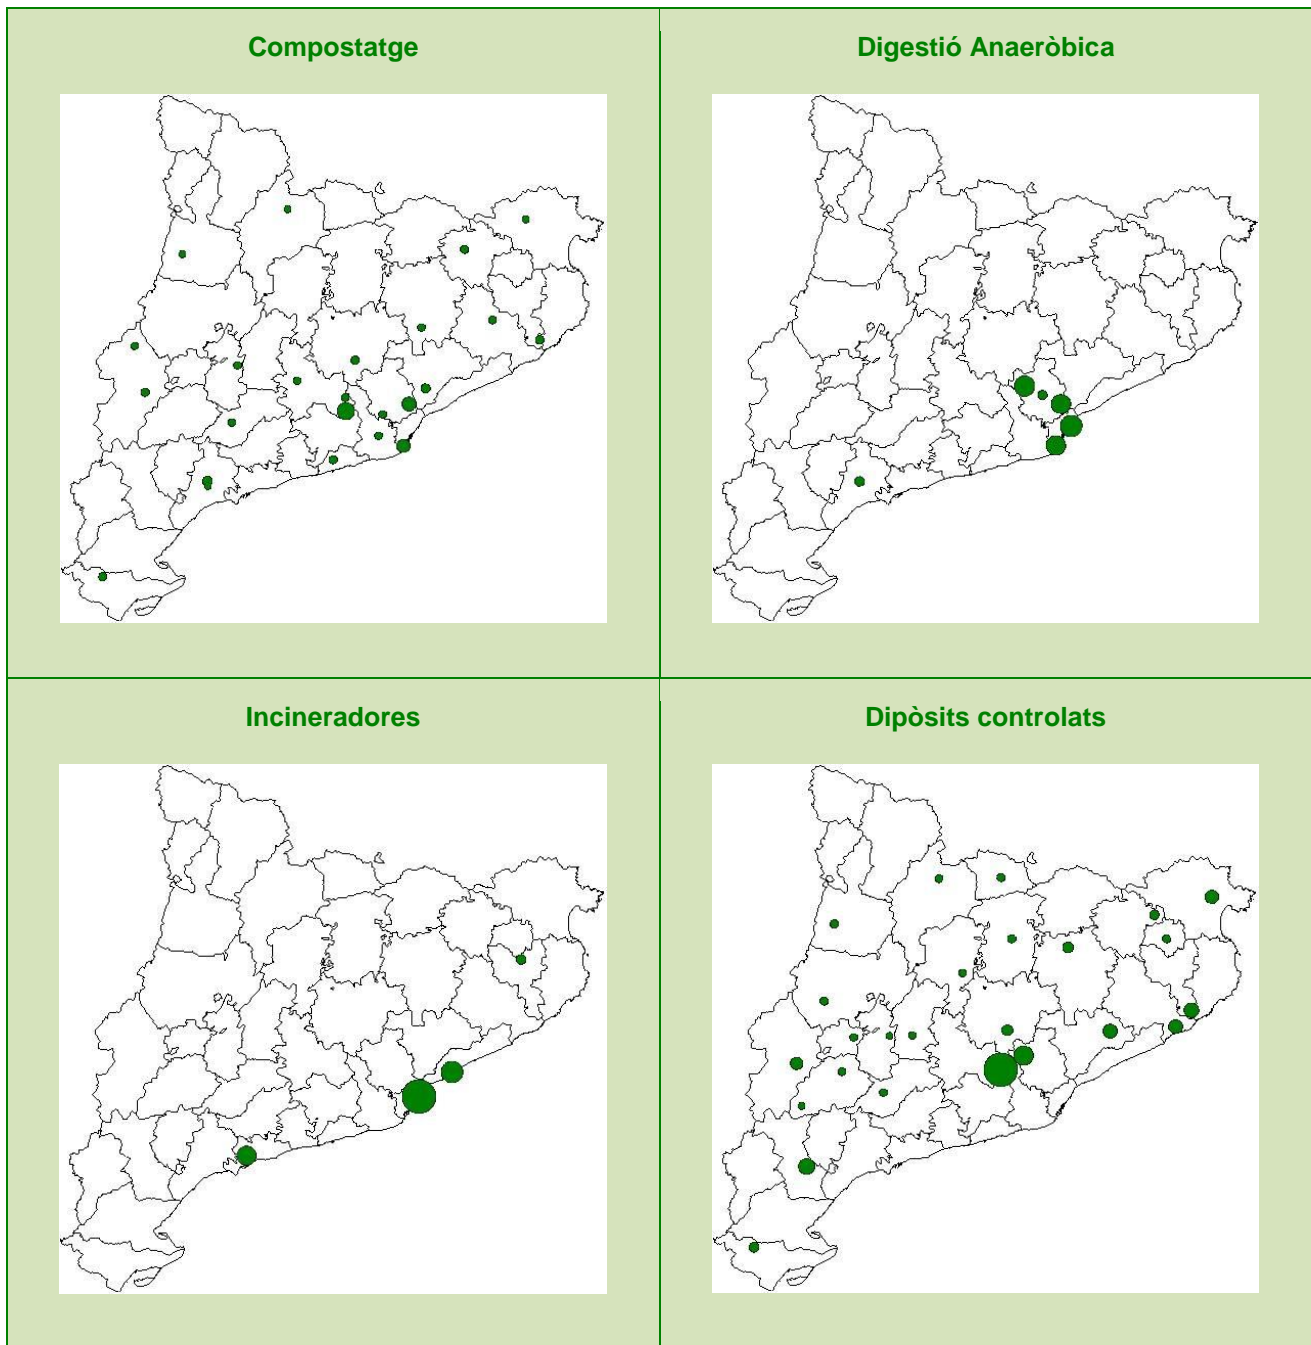 Compostatge
Digestió Anaeròbica
Incineradores
Dipòsits controlats